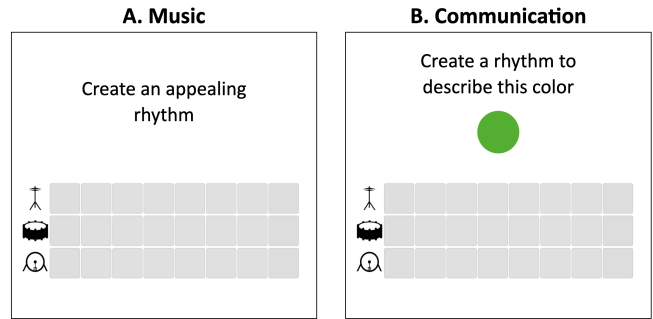 A. Music
Create an appealing
rhythm
B. Communication
Create a rhythm to
describe this color